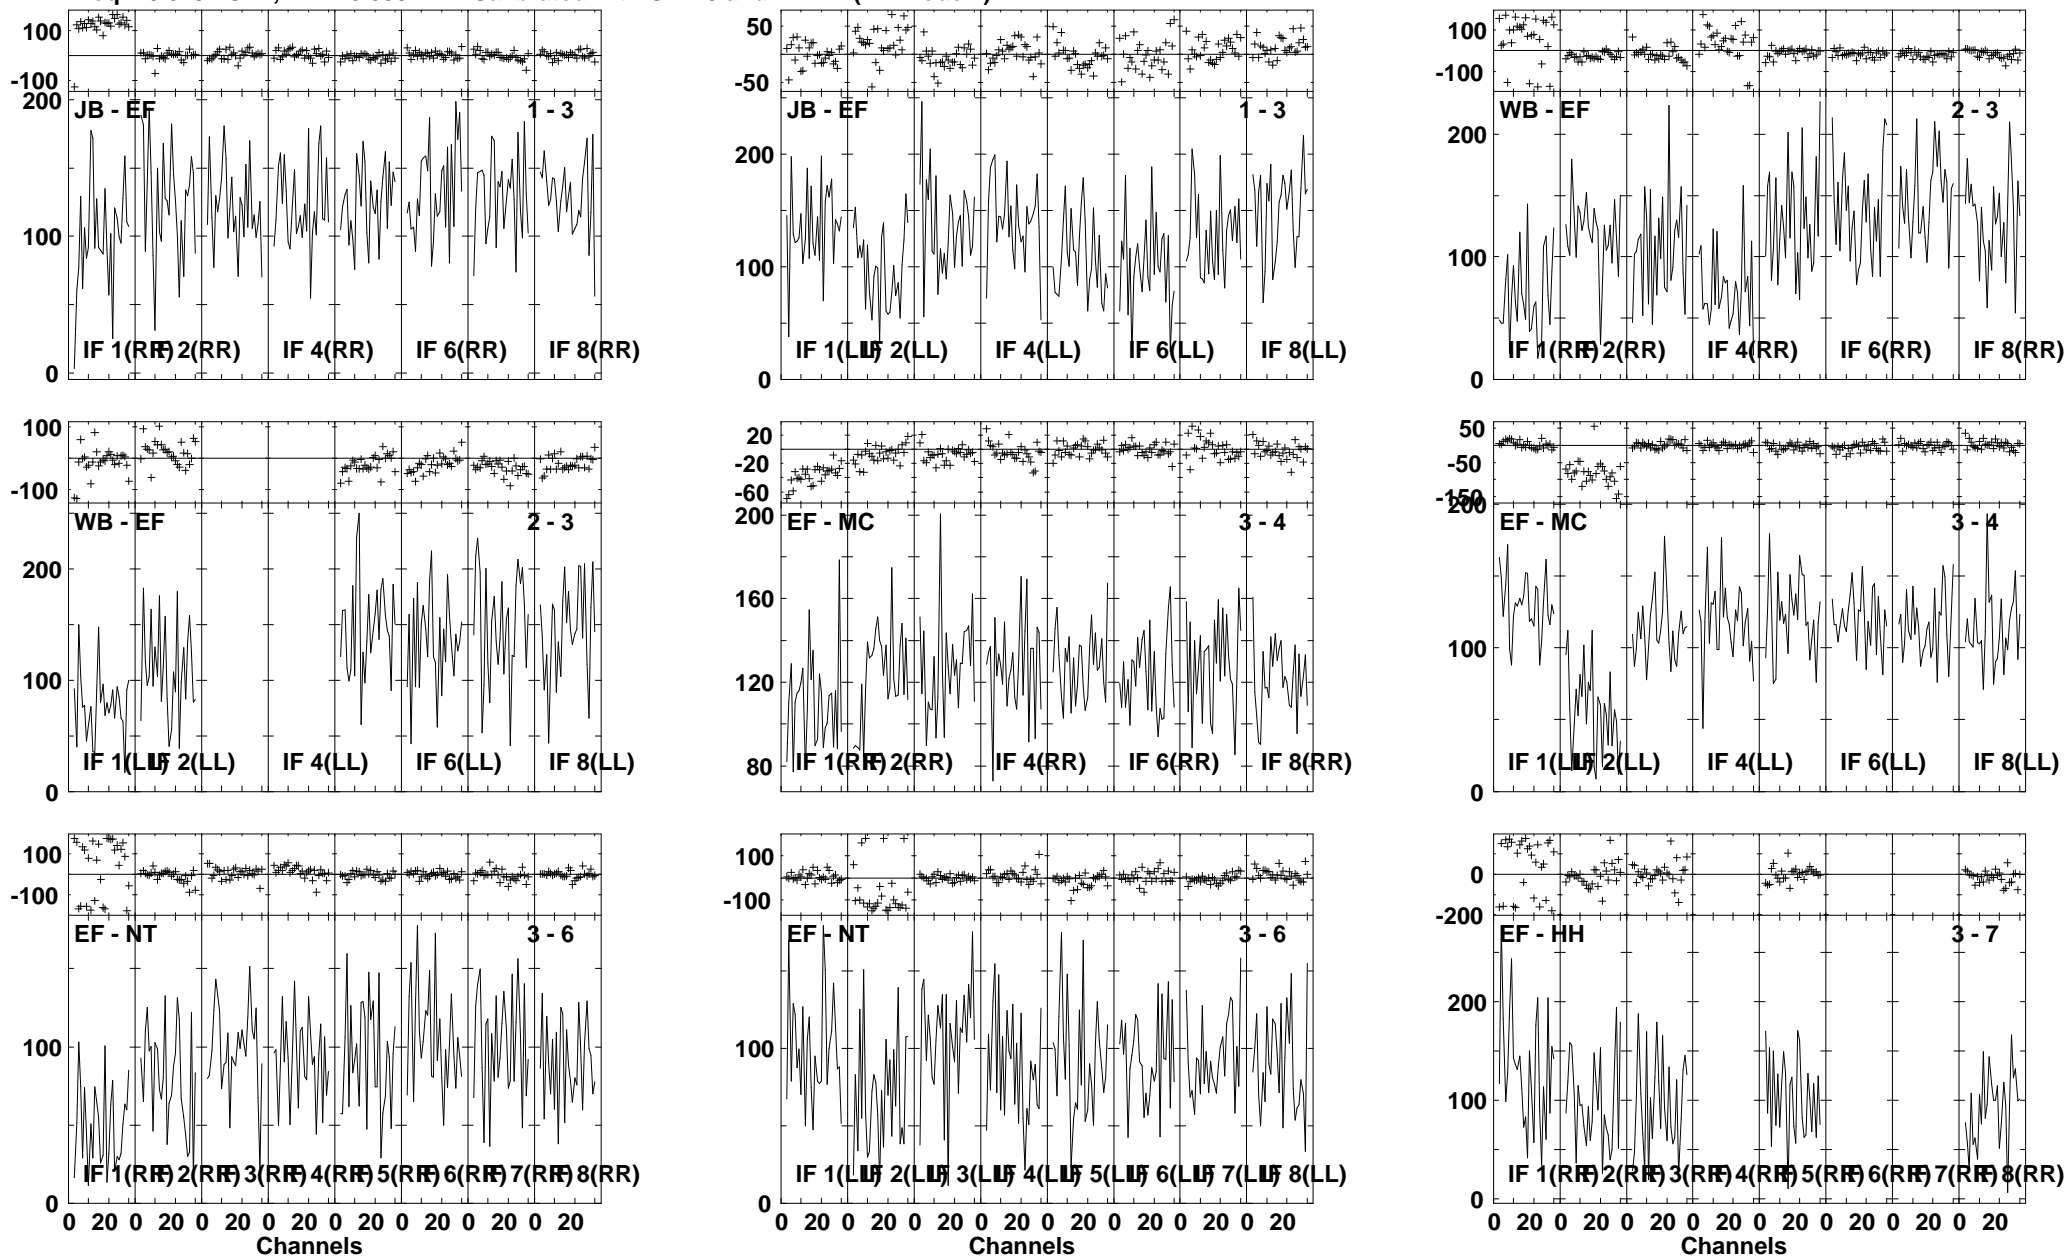 100
-100
200
100
0
JB - EF
1 - 3
IF 1(RR)
IF 2(RR)
IF 4(RR)
IF 6(RR)
IF 8(RR)
50
-50
200
100
0
JB - EF
1 - 3
IF 1(LL)
IF 2(LL)
IF 4(LL)
IF 6(LL)
IF 8(LL)
100
-100
200
100
0
WB - EF
2 - 3
IF 1(RR)
IF 2(RR)
IF 4(RR)
IF 6(RR)
IF 8(RR)
100
-100
200
100
0
WB - EF
2 - 3
IF 1(LL)
IF 2(LL)
IF 4(LL)
IF 6(LL)
IF 8(LL)
20
-20
-60
200
160
120
80
EF - MC
3 - 4
IF 1(RR)
IF 2(RR)
IF 4(RR)
IF 6(RR)
IF 8(RR)
50
-50
-150
200
100
0
EF - MC
3 - 4
IF 1(LL)
IF 2(LL)
IF 4(LL)
IF 6(LL)
IF 8(LL)
100
-100
100
0
EF - NT
3 - 6
IF 1(RR)
IF 2(RR)
IF 3(RR)
IF 4(RR)
IF 5(RR)
IF 6(RR)
IF 7(RR)
IF 8(RR)
0 20 0 20 0 20 0 20 0 20 0 20 0 20 0 20
Channels
100
-100
100
0
EF - NT
3 - 6
IF 1(LL)
IF 2(LL)
IF 3(LL)
IF 4(LL)
IF 5(LL)
IF 6(LL)
IF 7(LL)
IF 8(LL)
0 20 0 20 0 20 0 20 0 20 0 20 0 20 0 20
0
-200
200
100
0
EF - HH
3 - 7
IF 1(RR)
IF 2(RR)
IF 3(RR)
IF 4(RR)
IF 5(RR)
IF 6(RR)
IF 7(RR)
IF 8(RR)
0 20 0 20 0 20 0 20 0 20 0 20 0 20 0 20
Channels